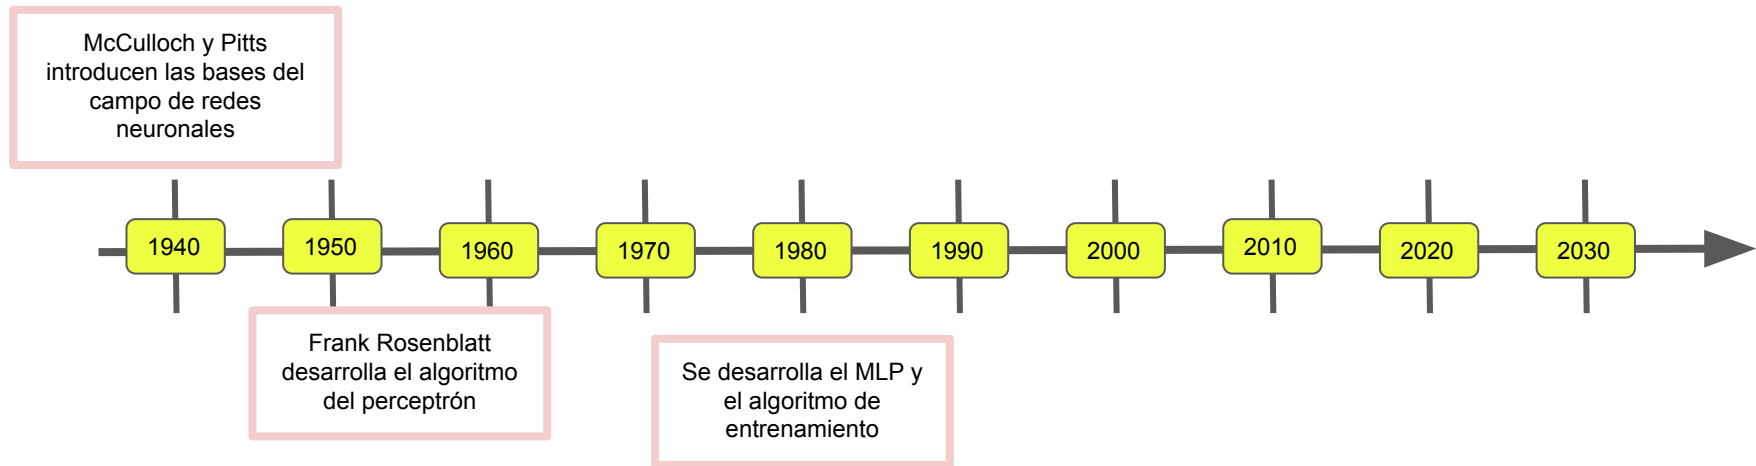 McCulloch y Pitts
introducen las bases del
campo de redes
neuronales
1940
1950
1960
1970
1980
1990
2000
2010
2020
2030
Frank Rosenblatt
desarrolla el algoritmo
del perceptrón
Se desarrolla el MLP y
el algoritmo de
entrenamiento